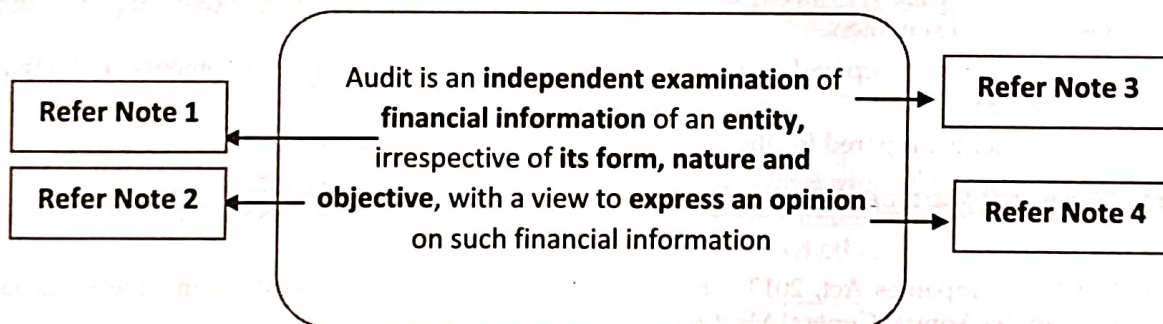 Refer Note 1
Refer Note 2
Audit is an independent examination of
financial information of an entity,
irrespective of its form, nature and
objective, with a view to express an opinion
on such financial information
Refer Note 3
Refer Note 4